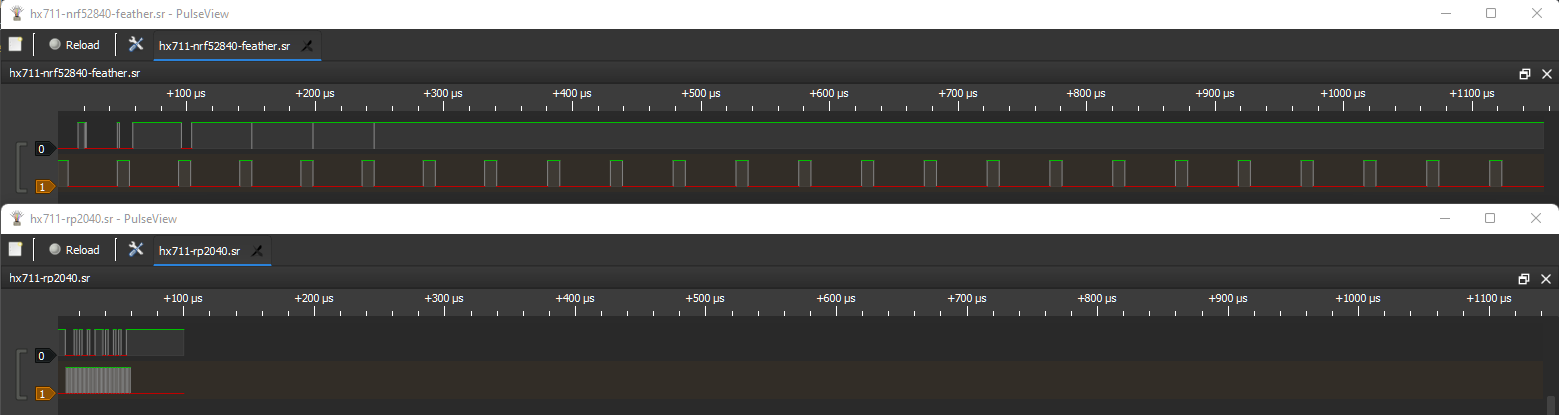 hx711-nrf52840-feather.sr - PulseView
Reload hx711-nrf52840-feather.sr
hx711-nrf52840-feather.sr
+100 µs +200 µs +300 µs +400 µs +500 µs +600 µs +700 µs +800 µs +900 µs +1000 µs +1100 µs
0
1
hx711-rp2040.sr - PulseView
Reload hx711-rp2040.sr
hx711-rp2040.sr
+100 µs +200 µs +300 µs +400 µs +500 µs +600 µs +700 µs +800 µs +900 µs +1000 µs +1100 µs
0
1